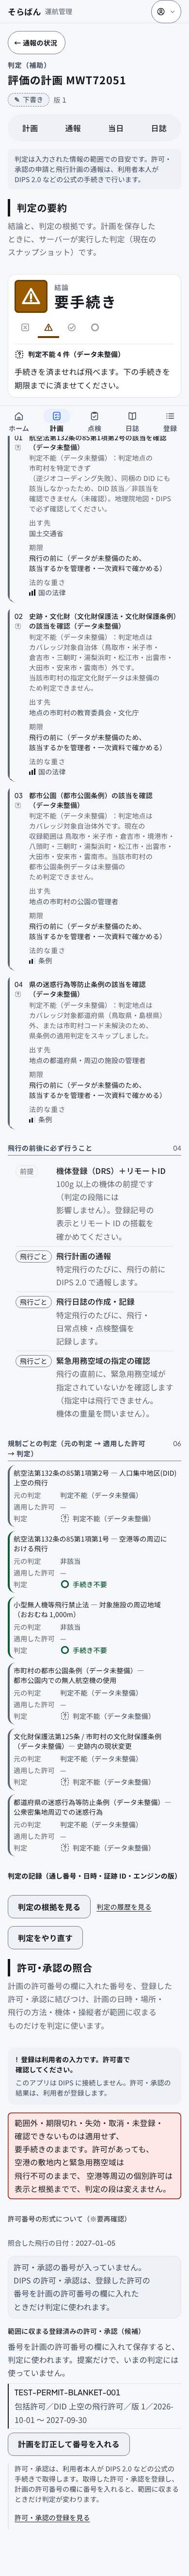 そらぱん 運航管理
← 通報の状況
判定（補助）
評価の計画 MWT72051
✎ 下書き 版 1
計画 通報 当日 日誌
判定は入力された情報の範囲での目安です。許可・
承認の申請と飛行計画の通報は、利用者本人が
DIPS 2.0 などの公式の手続きで行います。
判定の要約
結論と、判定の根拠です。計画を保存した
ときに、サーバーが実行した判定（現在の
スナップショット）です。
結論
要手続き
判定不能 4 件（データ未整備）
手続きを済ませれば飛べます。下の手続きを
期限までに済ませてください。
ホーム 計画 点検 日誌 登録
01 航空法第132条の85第1項第2号の該当を確認
（データ未整備）
判定不能（データ未整備）：判定地点の
市町村を特定できず
（逆ジオコーディング失敗）、同梱の DID にも
該当しなかったため、DID 該当／非該当を
確認できません（未確認）。地理院地図・DIPS
で必ず確認してください。
出す先
国土交通省
期限
飛行の前に（データが未整備のため、
該当するかを管理者・一次資料で確かめる）
法的な重さ
国の法律
02 史跡・文化財（文化財保護法・文化財保護条例）
の該当を確認（データ未整備）
判定不能（データ未整備）：判定地点は
カバレッジ対象自治体（鳥取市・米子市・
倉吉市・三朝町・湯梨浜町・松江市・出雲市・
大田市・安来市・雲南市）外です。
当該市町村の指定文化財データは未整備の
ため判定できません。
出す先
地点の市町村の教育委員会・文化庁
期限
飛行の前に（データが未整備のため、
該当するかを管理者・一次資料で確かめる）
法的な重さ
国の法律
03 都市公園（都市公園条例）の該当を確認
（データ未整備）
判定不能（データ未整備）：判定地点は
カバレッジ対象自治体外です。現在の
収録範囲は 鳥取市・米子市・倉吉市・境港市・
八頭町・三朝町・湯梨浜町・松江市・出雲市・
大田市・安来市・雲南市。当該市町村の
都市公園条例データは未整備の
ため判定できません。
出す先
地点の市町村の公園の管理者
期限
飛行の前に（データが未整備のため、
該当するかを管理者・一次資料で確かめる）
法的な重さ
条例
04 県の迷惑行為等防止条例の該当を確認
（データ未整備）
判定不能（データ未整備）：判定地点は
カバレッジ対象都道府県（鳥取県・島根県）
外、または市町村コード未解決のため、
県条例の適用判定をスキップしました。
出す先
地点の都道府県・周辺の施設の管理者
期限
飛行の前に（データが未整備のため、
該当するかを管理者・一次資料で確かめる）
法的な重さ
条例
飛行の前後に必ず行うこと 04
前提 機体登録（DRS）＋リモートID
100g 以上の機体の前提です
（判定の段階には
影響しません）。登録記号の
表示とリモート ID の搭載を
確かめてください。
飛行ごと 飛行計画の通報
特定飛行のたびに、飛行の前に
DIPS 2.0 で通報します。
飛行ごと 飛行日誌の作成・記録
特定飛行のたびに、飛行・
日常点検・点検整備を
記録します。
飛行ごと 緊急用務空域の指定の確認
飛行の直前に、緊急用務空域が
指定されていないかを確認します
（指定中は飛行できません。
機体の重量を問いません）。
規制ごとの判定（元の判定 → 適用した許可 06
→ 判定）
航空法第132条の85第1項第2号 — 人口集中地区(DID)
上空の飛行
元の判定 判定不能（データ未整備）
適用した許可 —
判定 判定不能（データ未整備）
航空法第132条の85第1項第1号 — 空港等の周辺に
おける飛行
元の判定 非該当
適用した許可 —
判定 手続き不要
小型無人機等飛行禁止法 — 対象施設の周辺地域
（おおむね 1,000m）
元の判定 非該当
適用した許可 —
判定 手続き不要
市町村の都市公園条例（データ未整備）—
都市公園内での無人航空機の使用
元の判定 判定不能（データ未整備）
適用した許可 —
判定 判定不能（データ未整備）
文化財保護法第125条 / 市町村の文化財保護条例
（データ未整備）— 史跡内の現状変更
元の判定 判定不能（データ未整備）
適用した許可 —
判定 判定不能（データ未整備）
都道府県の迷惑行為等防止条例（データ未整備）—
公衆密集地周辺での迷惑行為
元の判定 判定不能（データ未整備）
適用した許可 —
判定 判定不能（データ未整備）
判定の記録（通し番号・日時・証跡 ID・エンジンの版）
判定の根拠を見る 判定の履歴を見る
判定をやり直す
許可・承認の照合
計画の許可番号の欄に入れた番号を、登録した
許可・承認に結びつけ、計画の日時・場所・
飛行の方法・機体・操縦者が範囲に収まる
ものだけを判定に使います。
! 登録は利用者の入力です。許可書で
確認してください。
このアプリは DIPS に接続しません。許可・承認の
結果は、利用者が登録します。
範囲外・期限切れ・失効・取消・未登録・
確認できないものは適用せず、
要手続きのままです。許可があっても、
空港の敷地内と緊急用務空域は
飛行不可のままで、空港等周辺の個別許可は
表示と根拠までで、判定の段は変えません。
許可番号の形式について（※要再確認）
照合した飛行の日付：2027-01-05
許可・承認の番号が入っていません。
DIPS の許可・承認は、登録した許可の
番号を計画の許可番号の欄に入れた
ときだけ判定に使われます。
範囲に収まる登録済みの許可・承認（候補）
番号を計画の許可番号の欄に入れて保存すると、
判定に使われます。提案だけで、いまの判定には
使っていません。
TEST-PERMIT-BLANKET-001
包括許可／DID 上空の飛行許可／版 1／2026-
10-01 〜 2027-09-30
計画を訂正して番号を入れる
許可・承認は、利用者本人が DIPS 2.0 などの公式の
手続きで取得します。取得した許可・承認を登録し、
計画の許可番号の欄に番号を入れると、範囲に収まる
ときだけ判定が変わります。
許可・承認の登録を見る